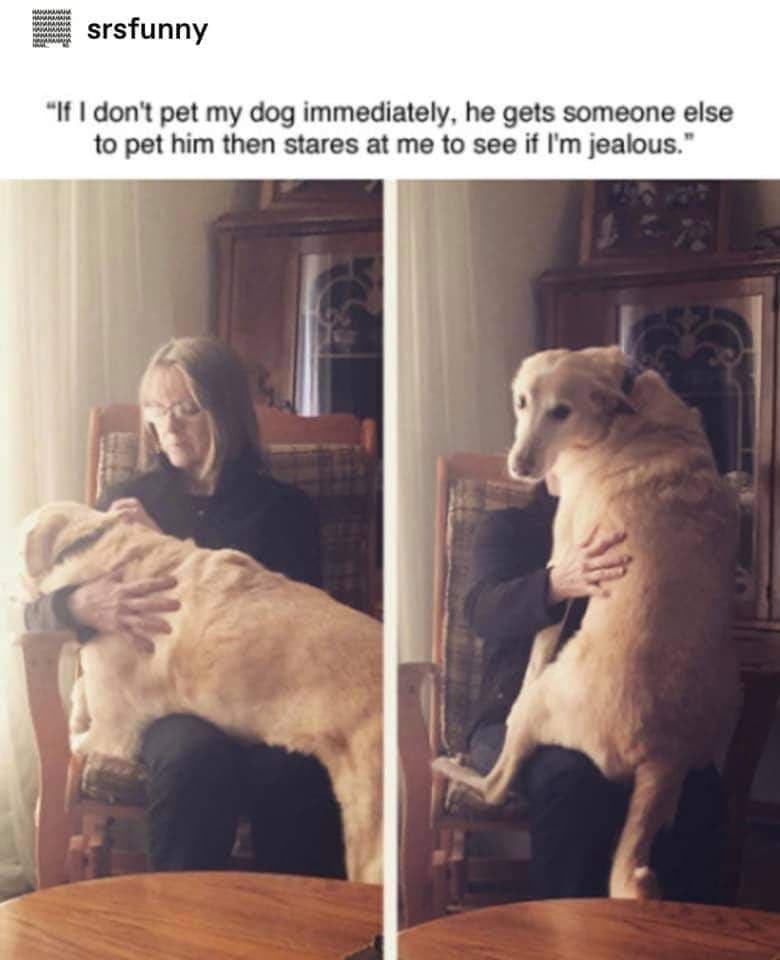 srsfunny
"If I don't pet my dog immediately, he gets someone else
to pet him then stares at me to see if I'm jealous."